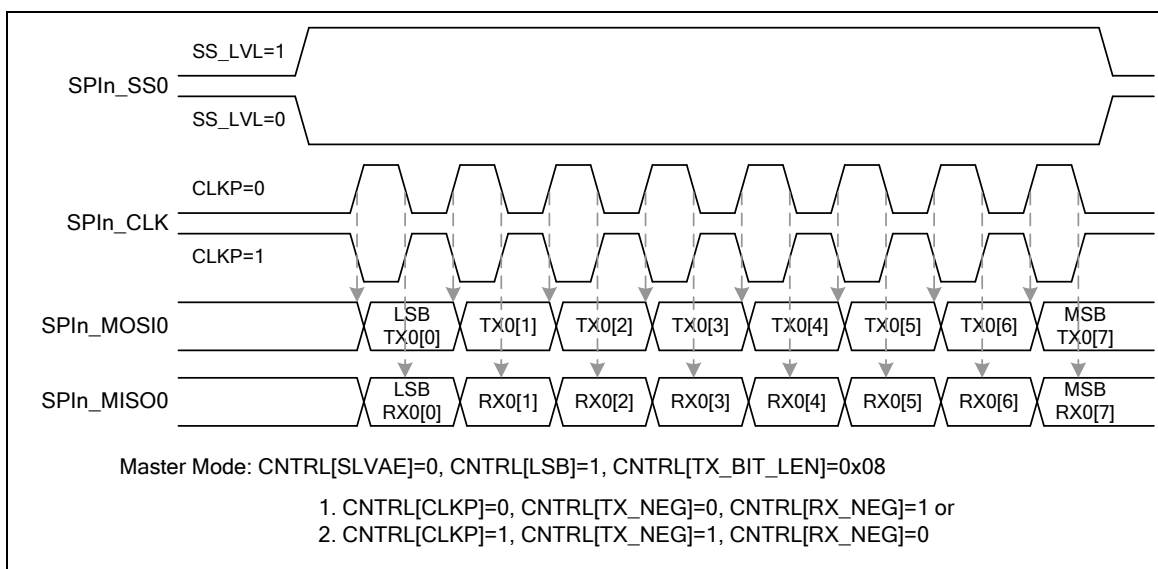 SS_LVL=1
SPIn_SS0
SS_LVL=0
CLKP=0
SPIn_CLK
CLKP=1
SPIn_MOSI0
LSB
TX0[0]
TX0[1]
TX0[2]
TX0[3]
TX0[4]
TX0[5]
TX0[6]
MSB
TX0[7]
SPIn_MISO0
LSB
RX0[0]
RX0[1]
RX0[2]
RX0[3]
RX0[4]
RX0[5]
RX0[6]
MSB
RX0[7]
Master Mode: CNTRL[SLVAE]=0, CNTRL[LSB]=1, CNTRL[TX_BIT_LEN]=0x08
1. CNTRL[CLKP]=0, CNTRL[TX_NEG]=0, CNTRL[RX_NEG]=1 or
2. CNTRL[CLKP]=1, CNTRL[TX_NEG]=1, CNTRL[RX_NEG]=0